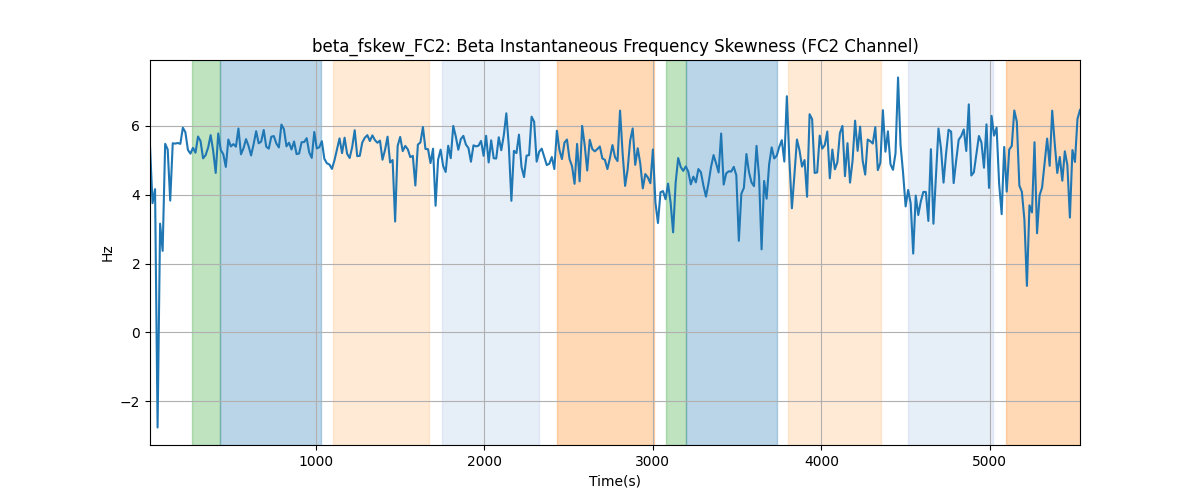 beta_fskew_FC2: Beta Instantaneous Frequency Skewness (FC2 Channel)
Hz
6
4
2
0
−2
1000 2000 3000 4000 5000
Time(s)